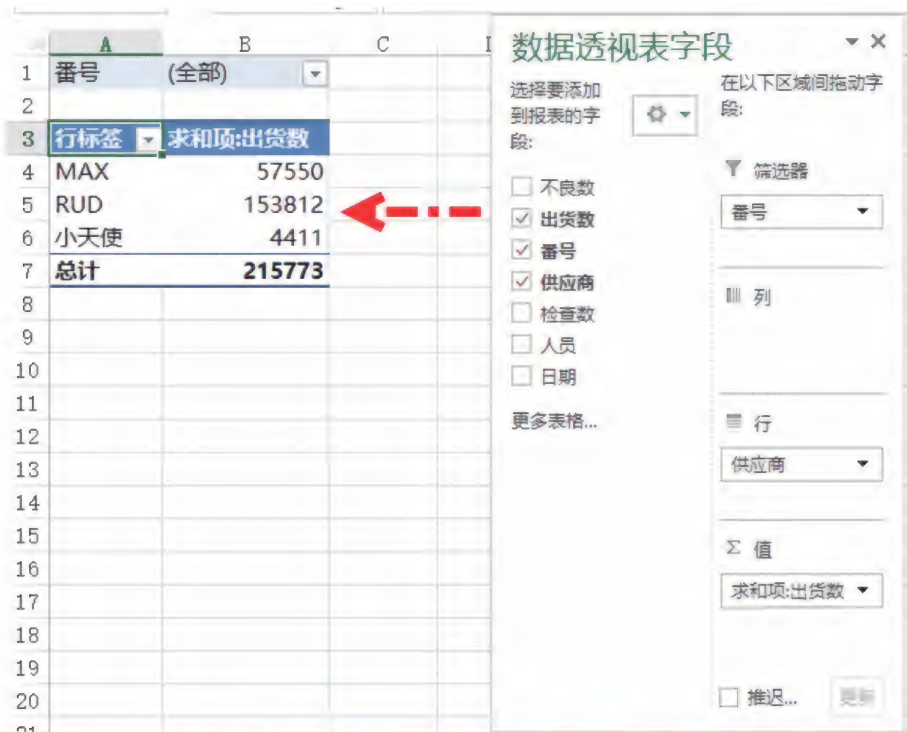 A B C
1 番号 (全部)
2
3 行标签 求和项:出货数
4 MAX 57550
5 RUD 153812
6 小天使 4411
7 总计 215773
8
9
10
11
12
13
14
15
16
17
18
19
20
数据透视表字段
选择要添加
到报表的字
段:
不良数
出货数
番号
供应商
检查数
人员
日期
更多表格...
在以下区域间拖动字
段:
筛选器
番号
列
行
供应商
Σ 值
求和项:出货数
推迟...
更新